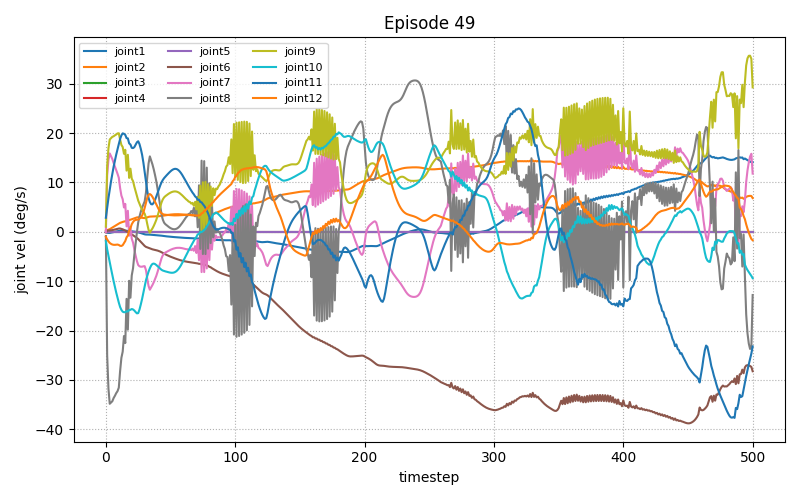 Episode 49
joint vel (deg/s)
30
20
10
0
−10
−20
−30
−40
joint1
joint2
joint3
joint4
joint5
joint6
joint7
joint8
joint9
joint10
joint11
joint12
0 100 200 300 400 500
timestep